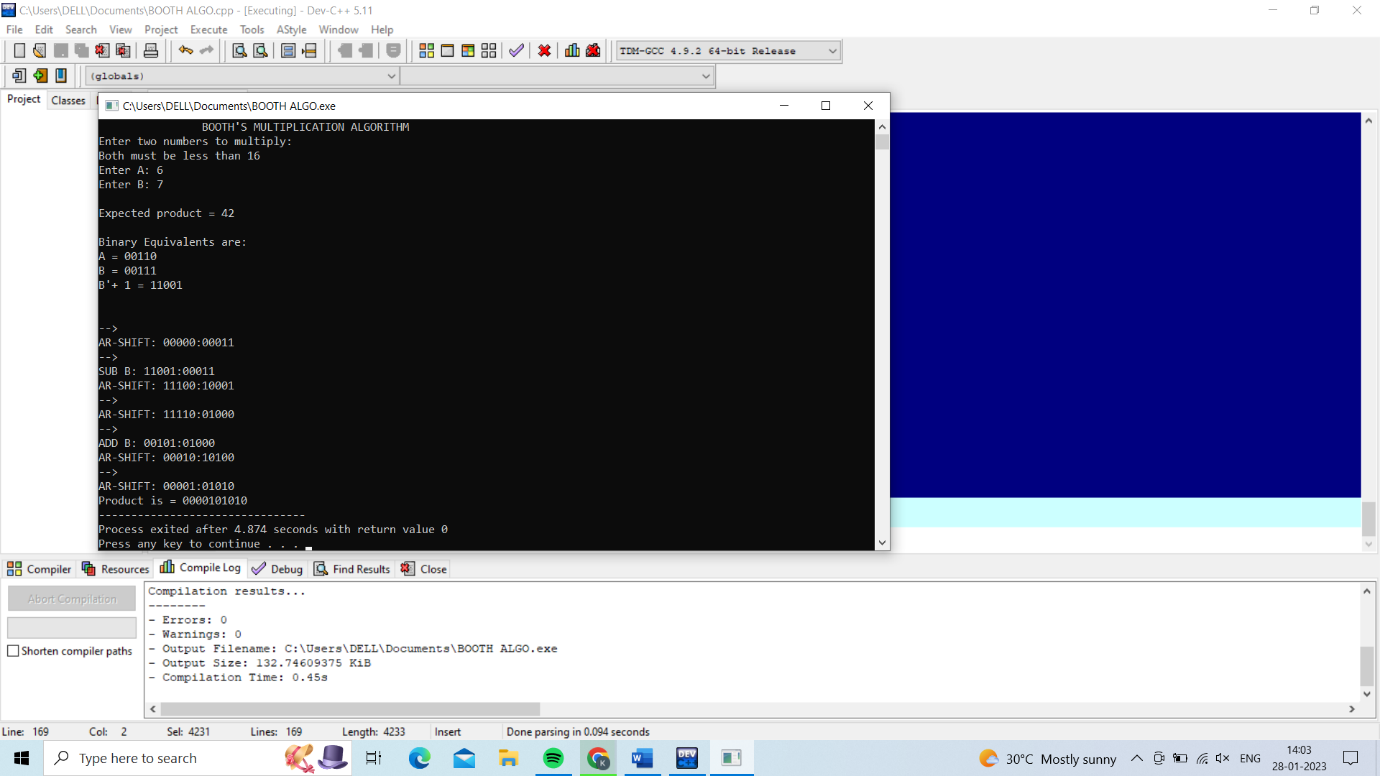 C:\Users\DELL\Documents\BOOTH ALGO.cpp - [Executing] - Dev-C++ 5.11
File Edit Search View Project Execute Tools AStyle Window Help
TDM-GCC 4.9.2 64-bit Release
(globals)
Project Classes
C:\Users\DELL\Documents\BOOTH ALGO.exe
BOOTH'S MULTIPLICATION ALGORITHM
Enter two numbers to multiply:
Both must be less than 16
Enter A: 6
Enter B: 7
Expected product = 42
Binary Equivalents are:
A = 00110
B = 00111
B'+ 1 = 11001
-->
AR-SHIFT: 00000:00011
-->
SUB B: 11001:00011
AR-SHIFT: 11100:10001
-->
AR-SHIFT: 11110:01000
-->
ADD B: 00101:01000
AR-SHIFT: 00010:10100
-->
AR-SHIFT: 00001:01010
Product is = 0000101010
--------------------------------
Process exited after 4.874 seconds with return value 0
Press any key to continue . . .
Compiler Resources Compile Log Debug Find Results Close
Abort Compilation
Shorten compiler paths
Compilation results...
--------
- Errors: 0
- Warnings: 0
- Output Filename: C:\Users\DELL\Documents\BOOTH ALGO.exe
- Output Size: 132.74609375 KiB
- Compilation Time: 0.45s
Line: 169 Col: 2 Sel: 4231 Lines: 169 Length: 4233 Insert Done parsing in 0.094 seconds
Type here to search
DEV
30°C Mostly sunny
ENG
14:03
28-01-2023